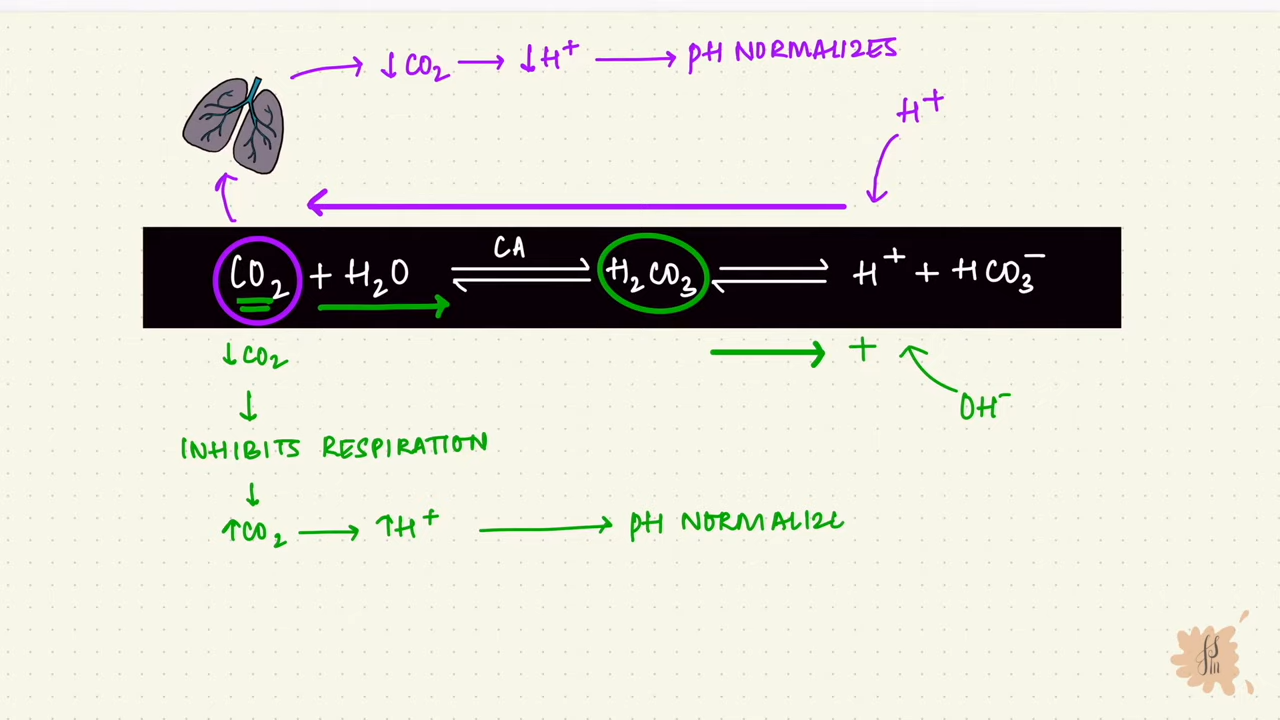 ↓CO₂ → ↓H⁺ → pH NORMALIZES
H⁺
CA
CO₂ + H₂O ⇌ H₂CO₃ ⇌ H⁺ + HCO₃⁻
↓CO₂ → +
OH⁻
↓
INHIBITS RESPIRATION
↓
↑CO₂ → ↑H⁺ → pH NORMALIZE